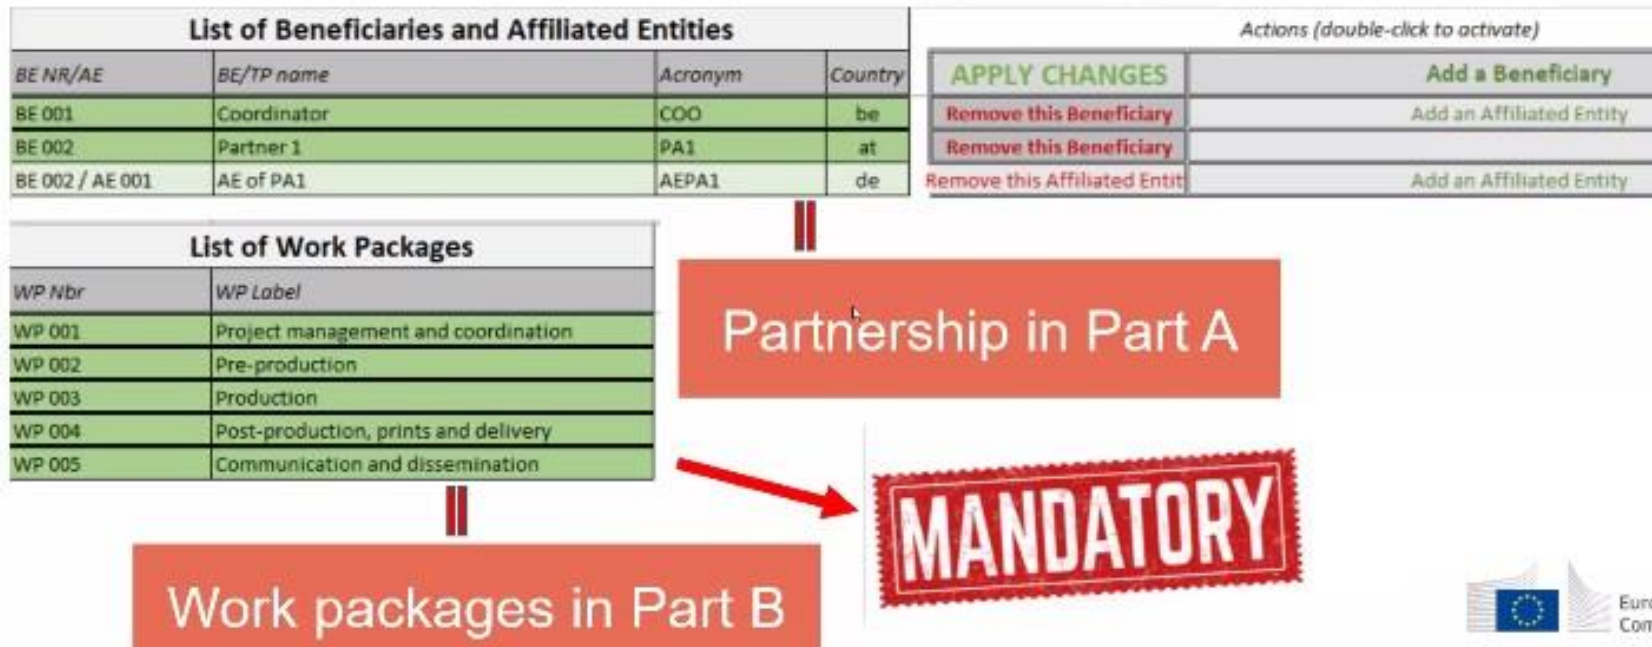 List of Beneficiaries and Affiliated Entities
Actions (double-click to activate)
BE NR/AE BE/TP name Acronym Country APPLY CHANGES Add a Beneficiary
BE 001 Coordinator COO be Remove this Beneficiary Add an Affiliated Entity
BE 002 Partner 1 PA1 at Remove this Beneficiary
BE 002 / AE 001 AE of PA1 AEPA1 de Remove this Affiliated Entit Add an Affiliated Entity
List of Work Packages
WP Nbr WP Label
WP 001 Project management and coordination
WP 002 Pre-production
WP 003 Production
WP 004 Post-production, prints and delivery
WP 005 Communication and dissemination
Partnership in Part A
MANDATORY
Work packages in Part B